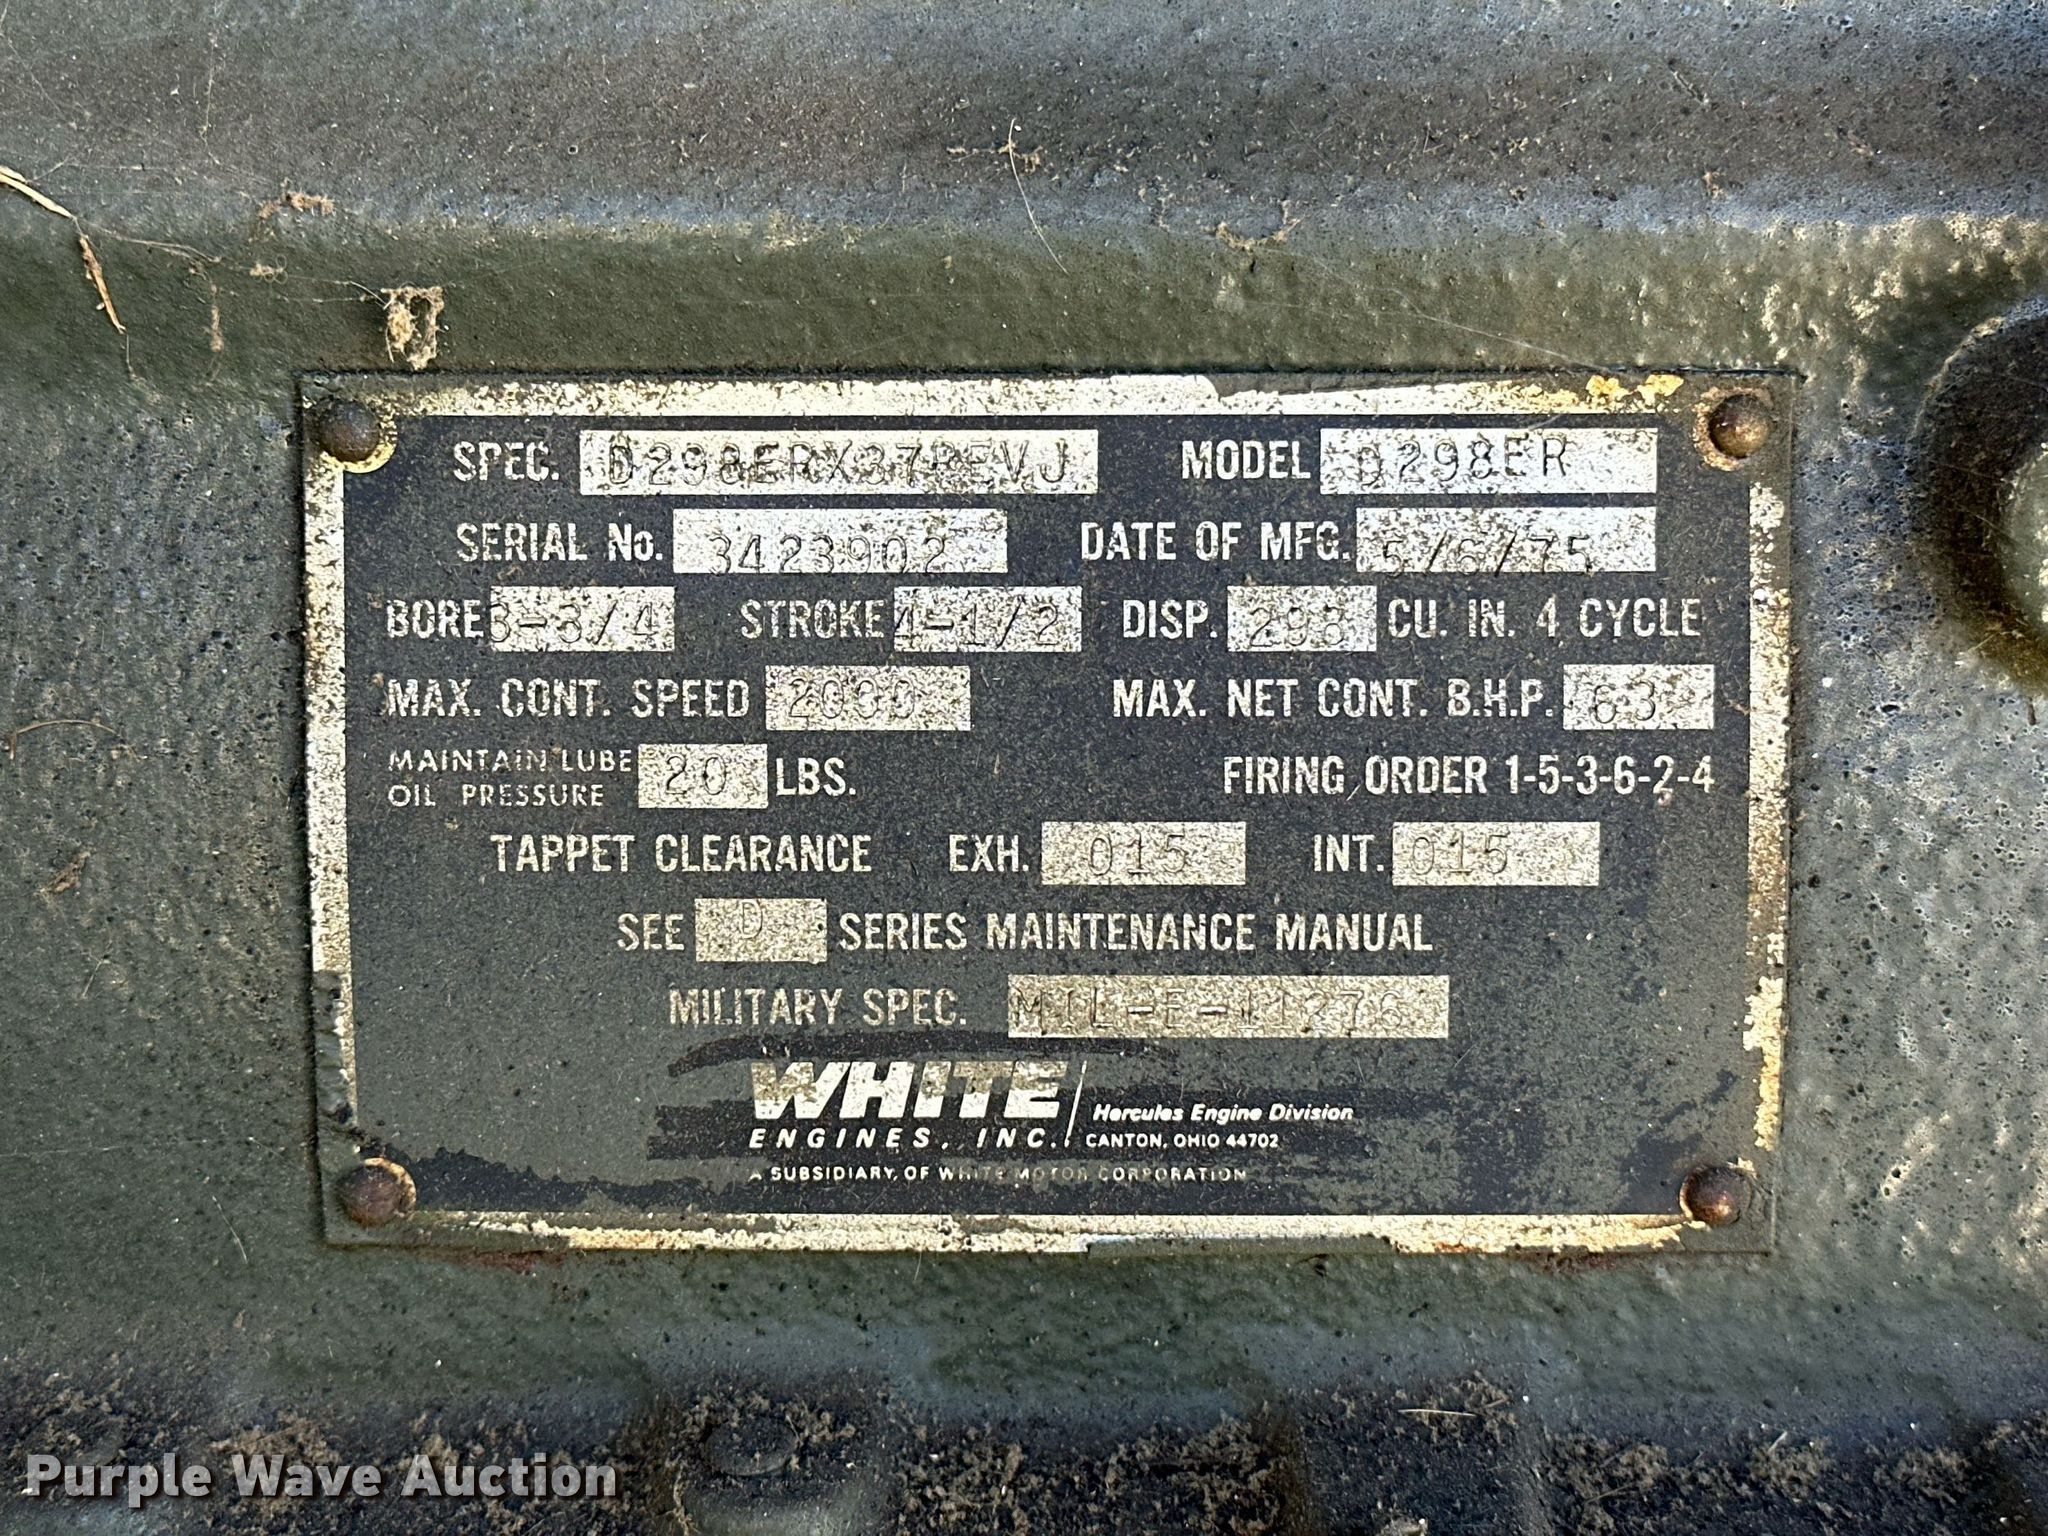 SPEC. D298ERX37PEVJ MODEL D298ER
SERIAL No. 3423902 DATE OF MFG. 5/6/75
BORE 3-3/4 STROKE 4-1/2 DISP. 298 CU. IN. 4 CYCLE
MAX. CONT. SPEED 2000 MAX. NET CONT. B.H.P. 63
MAINTAIN LUBE
OIL PRESSURE 20 LBS. FIRING ORDER 1-5-3-6-2-4
TAPPET CLEARANCE EXH. 015 INT. 015
SEE D SERIES MAINTENANCE MANUAL
MILITARY SPEC. MIL-E-11276
WHITE Hercules Engine Division
ENGINES, INC. CANTON, OHIO 44702
A SUBSIDIARY OF WHITE MOTOR CORPORATION
Purple Wave Auction